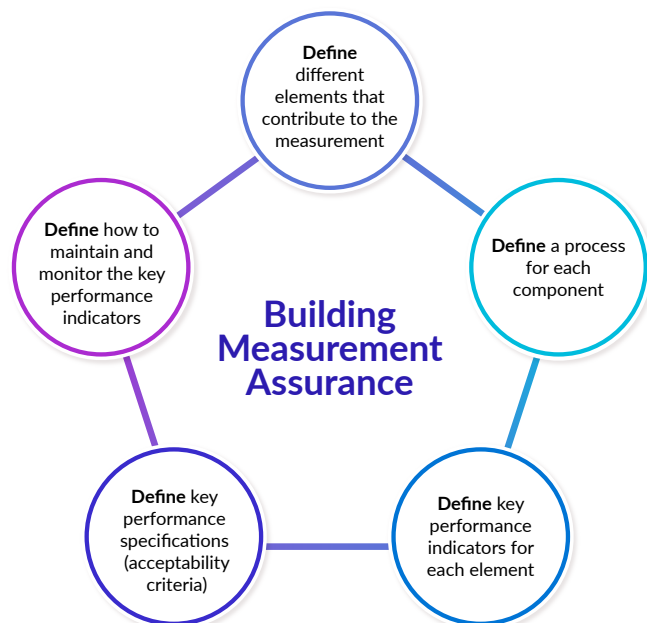 Define
different
elements that
contribute to the
measurement
Define a process
for each
component
Define key
performance
indicators for
each element
Define key
performance
specifications
(acceptability
criteria)
Define how to
maintain and
monitor the key
performance
indicators
Building
Measurement
Assurance